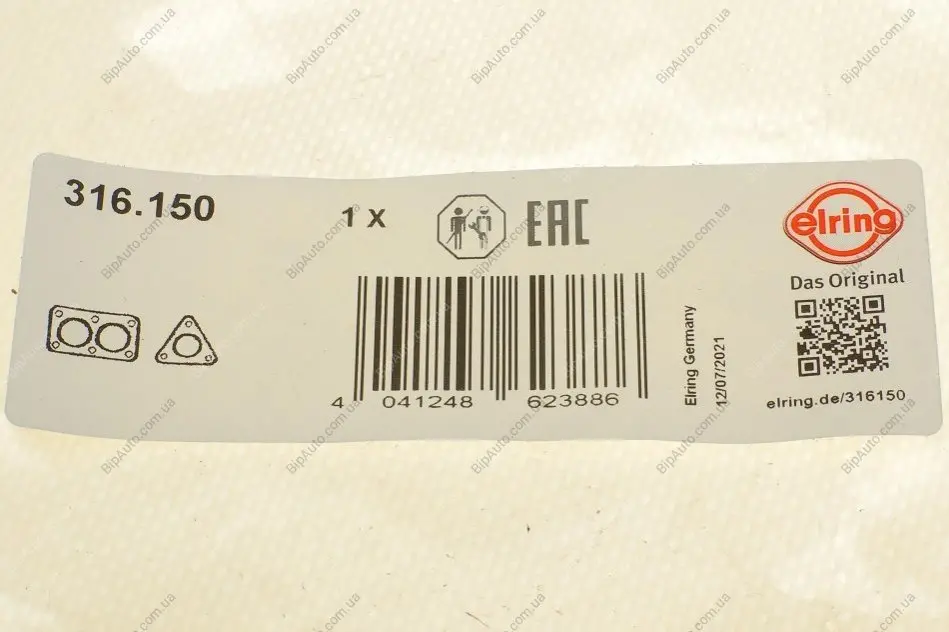 316.150
1 X
EAC
elring
Das Original
4 041248 623886
Elring Germany
12/07/2021
elring.de/316150
BipAuto.com.ua